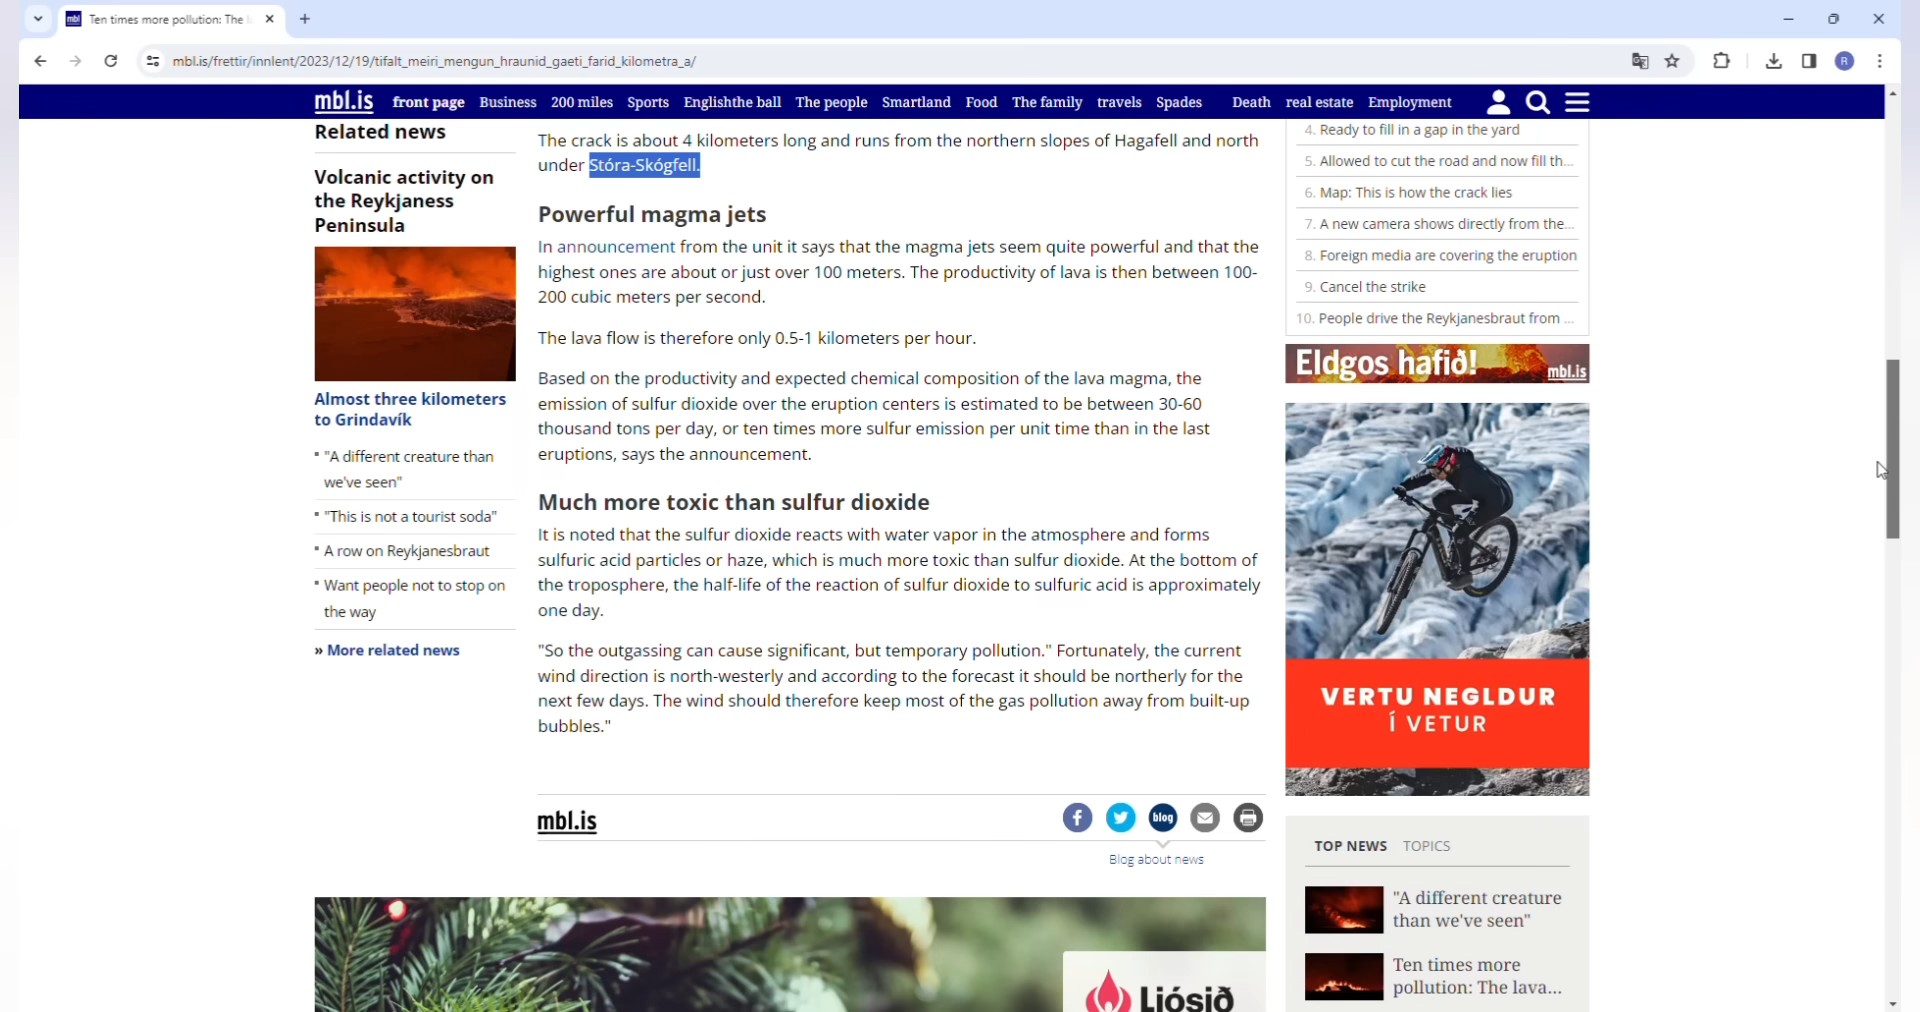 Ten times more pollution: The l
mbl.is/frettir/innlent/2023/12/19/tifalt_meiri_mengun_hraunid_gaeti_farid_kilometra_a/
R
mbl.is front page Business 200 miles Sports Englishthe ball The people Smartland Food The family travels Spades Death real estate Employment
Related news
Volcanic activity on
the Reykjaness
Peninsula
Almost three kilometers
to Grindavík
"A different creature than
we've seen"
"This is not a tourist soda"
A row on Reykjanesbraut
Want people not to stop on
the way
» More related news
The crack is about 4 kilometers long and runs from the northern slopes of Hagafell and north
under Stóra-Skógfell.
Powerful magma jets
In announcement from the unit it says that the magma jets seem quite powerful and that the
highest ones are about or just over 100 meters. The productivity of lava is then between 100-
200 cubic meters per second.
The lava flow is therefore only 0.5-1 kilometers per hour.
Based on the productivity and expected chemical composition of the lava magma, the
emission of sulfur dioxide over the eruption centers is estimated to be between 30-60
thousand tons per day, or ten times more sulfur emission per unit time than in the last
eruptions, says the announcement.
Much more toxic than sulfur dioxide
It is noted that the sulfur dioxide reacts with water vapor in the atmosphere and forms
sulfuric acid particles or haze, which is much more toxic than sulfur dioxide. At the bottom of
the troposphere, the half-life of the reaction of sulfur dioxide to sulfuric acid is approximately
one day.
"So the outgassing can cause significant, but temporary pollution." Fortunately, the current
wind direction is north-westerly and according to the forecast it should be northerly for the
next few days. The wind should therefore keep most of the gas pollution away from built-up
bubbles."
mbl.is
f
blog
Blog about news
Ljósið
4. Ready to fill in a gap in the yard
5. Allowed to cut the road and now fill th...
6. Map: This is how the crack lies
7. A new camera shows directly from the...
8. Foreign media are covering the eruption
9. Cancel the strike
10. People drive the Reykjanesbraut from ...
Eldgos hafið!
mbl.is
VERTU NEGLDUR
Í VETUR
TOP NEWS TOPICS
"A different creature
than we've seen"
Ten times more
pollution: The lava...